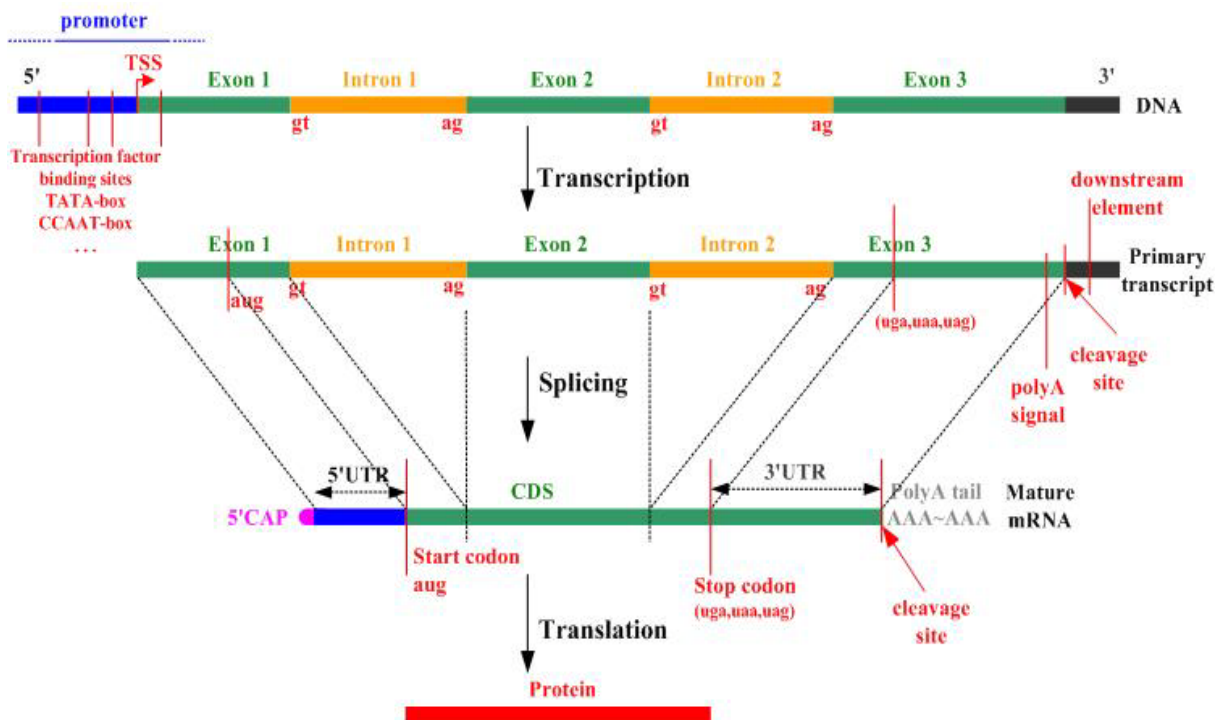 promoter
5' TSS Exon 1 Intron 1 Exon 2 Intron 2 Exon 3 3'
DNA
gt ag gt ag
Transcription factor
binding sites
TATA-box
CCAAT-box
...
Transcription
downstream
element
Exon 1 Intron 1 Exon 2 Intron 2 Exon 3
Primary
transcript
aug gt ag gt ag
(uga,uaa,uag)
cleavage
site
polyA
signal
Splicing
5'UTR CDS 3'UTR
PolyA tail
AAA~AAA
Mature
mRNA
5'CAP
Start codon
aug
Stop codon
(uga,uaa,uag)
cleavage
site
Translation
Protein